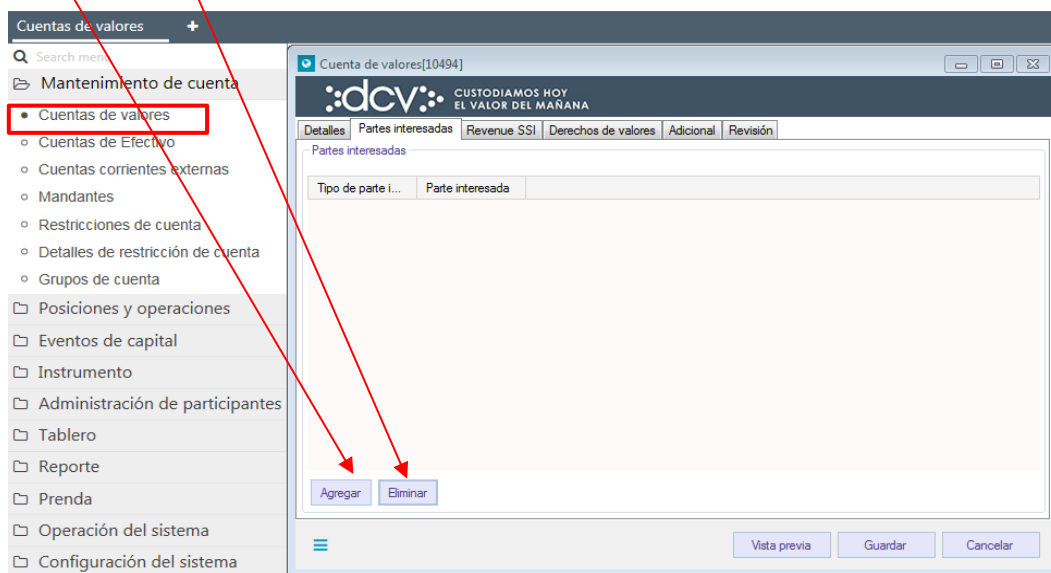 Cuentas de valores +
Search menu
Mantenimiento de cuenta
Cuentas de valores
Cuentas de Efectivo
Cuentas corrientes externas
Mandantes
Restricciones de cuenta
Detalles de restricción de cuenta
Grupos de cuenta
Posiciones y operaciones
Eventos de capital
Instrumento
Administración de participantes
Tablero
Reporte
Prenda
Operación del sistema
Configuración del sistema
Cuenta de valores[10494]
dcv CUSTODIAMOS HOY
EL VALOR DEL MAÑANA
Detalles Partes interesadas Revenue SSI Derechos de valores Adicional Revisión
Partes interesadas
Tipo de parte i... Parte interesada
Agregar Eliminar
Vista previa Guardar Cancelar